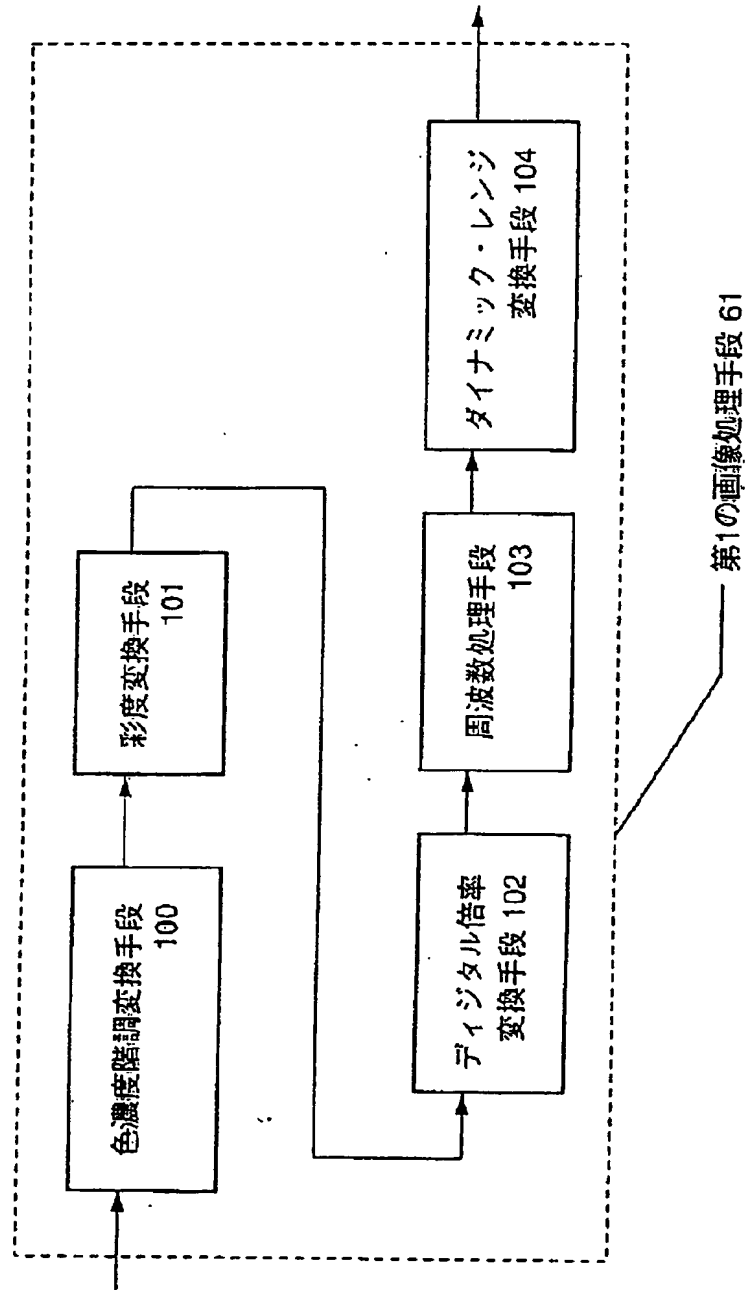 色濃度階調変換手段
100
彩度変換手段
101
ディジタル倍率
変換手段 102
周波数処理手段
103
ダイナミック・レンジ
変換手段 104
第1の画像処理手段 61